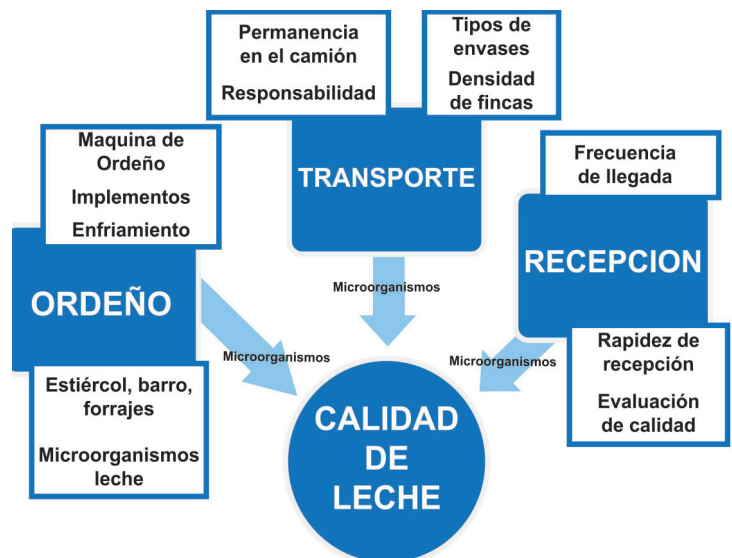 Permanencia
en el camión
Responsabilidad
Tipos de
envases
Densidad
de fincas
TRANSPORTE
Maquina de
Ordeño
Implementos
Enfriamiento
ORDEÑO
Estiércol, barro,
forrajes
Microorganismos
leche
Frecuencia
de llegada
RECEPCION
Rapidez de
recepción
Evaluación
de calidad
Microorganismos
Microorganismos
Microorganismos
CALIDAD
DE
LECHE